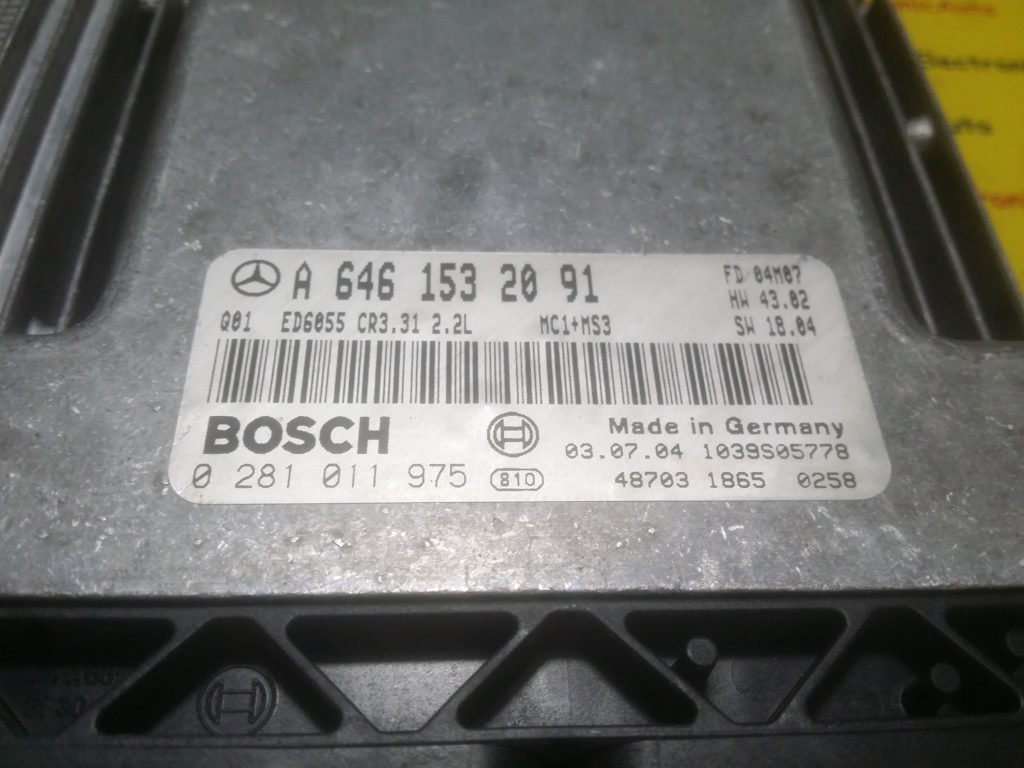 A 646 153 20 91
FD 04M07
HW 43.02
Q01 ED6055 CR3.31 2.2L MC1+MS3
SW 18.04
BOSCH
Made in Germany
03.07.04 1039S05778
0 281 011 975 810
48703 1865 0258